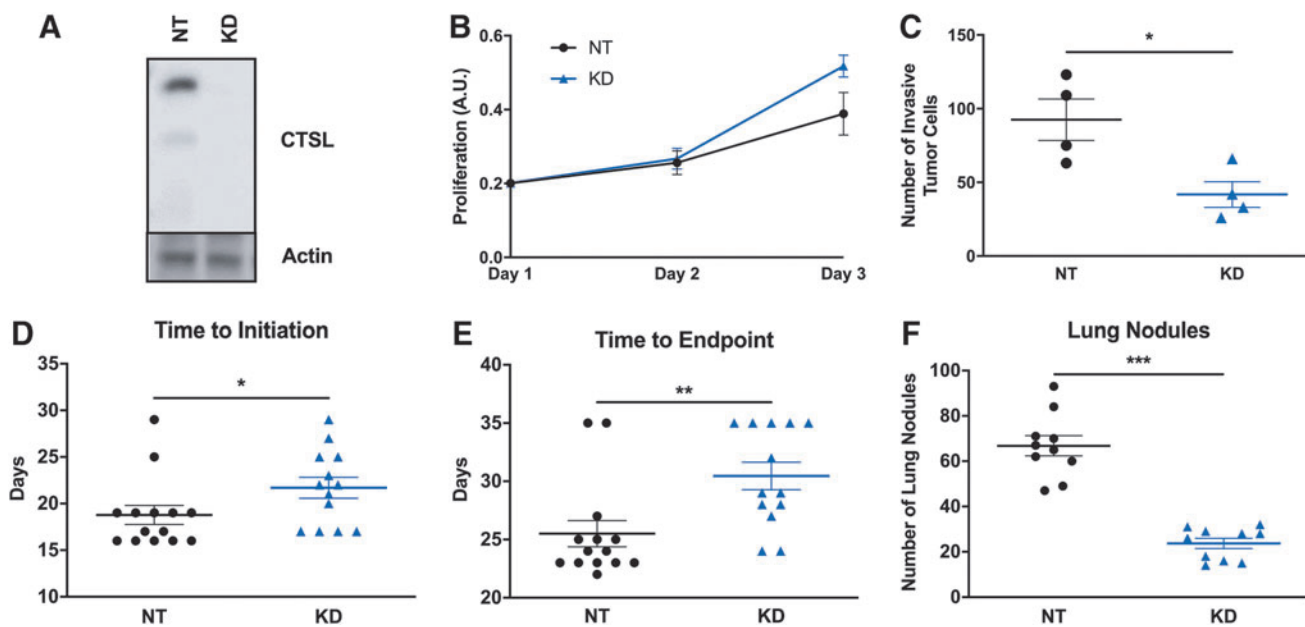 A
NT
KD
CTSL
Actin
B
NT
KD
Proliferation (A.U.)
0.6
0.4
0.2
0.0
Day 1
Day 2
Day 3
C
Number of Invasive
Tumor Cells
150
100
50
0
*
NT
KD
D
Time to Initiation
Days
35
30
25
20
15
10
*
NT
KD
E
Time to Endpoint
Days
40
35
30
25
20
**
NT
KD
F
Lung Nodules
Number of Lung Nodules
100
80
60
40
20
0
***
NT
KD